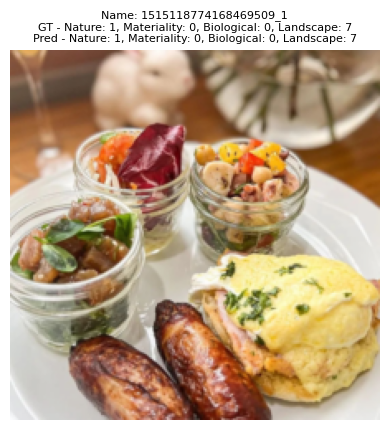 Name: 1515118774168469509_1
GT - Nature: 1, Materiality: 0, Biological: 0, Landscape: 7
Pred - Nature: 1, Materiality: 0, Biological: 0, Landscape: 7